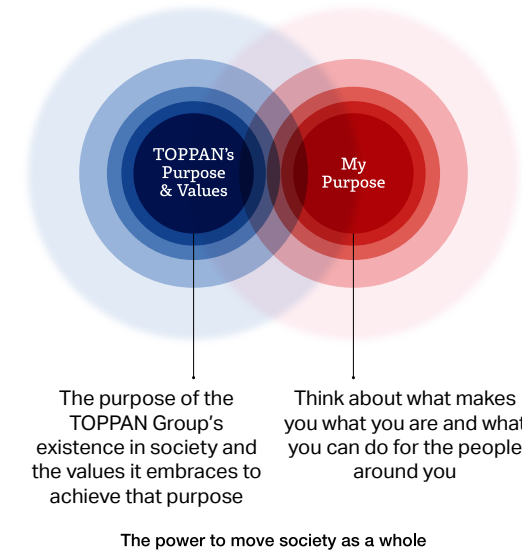 TOPPAN's
Purpose
& Values
My
Purpose
The purpose of the
TOPPAN Group's
existence in society and
the values it embraces to
achieve that purpose
Think about what makes
you what you are and what
you can do for the people
around you
The power to move society as a whole